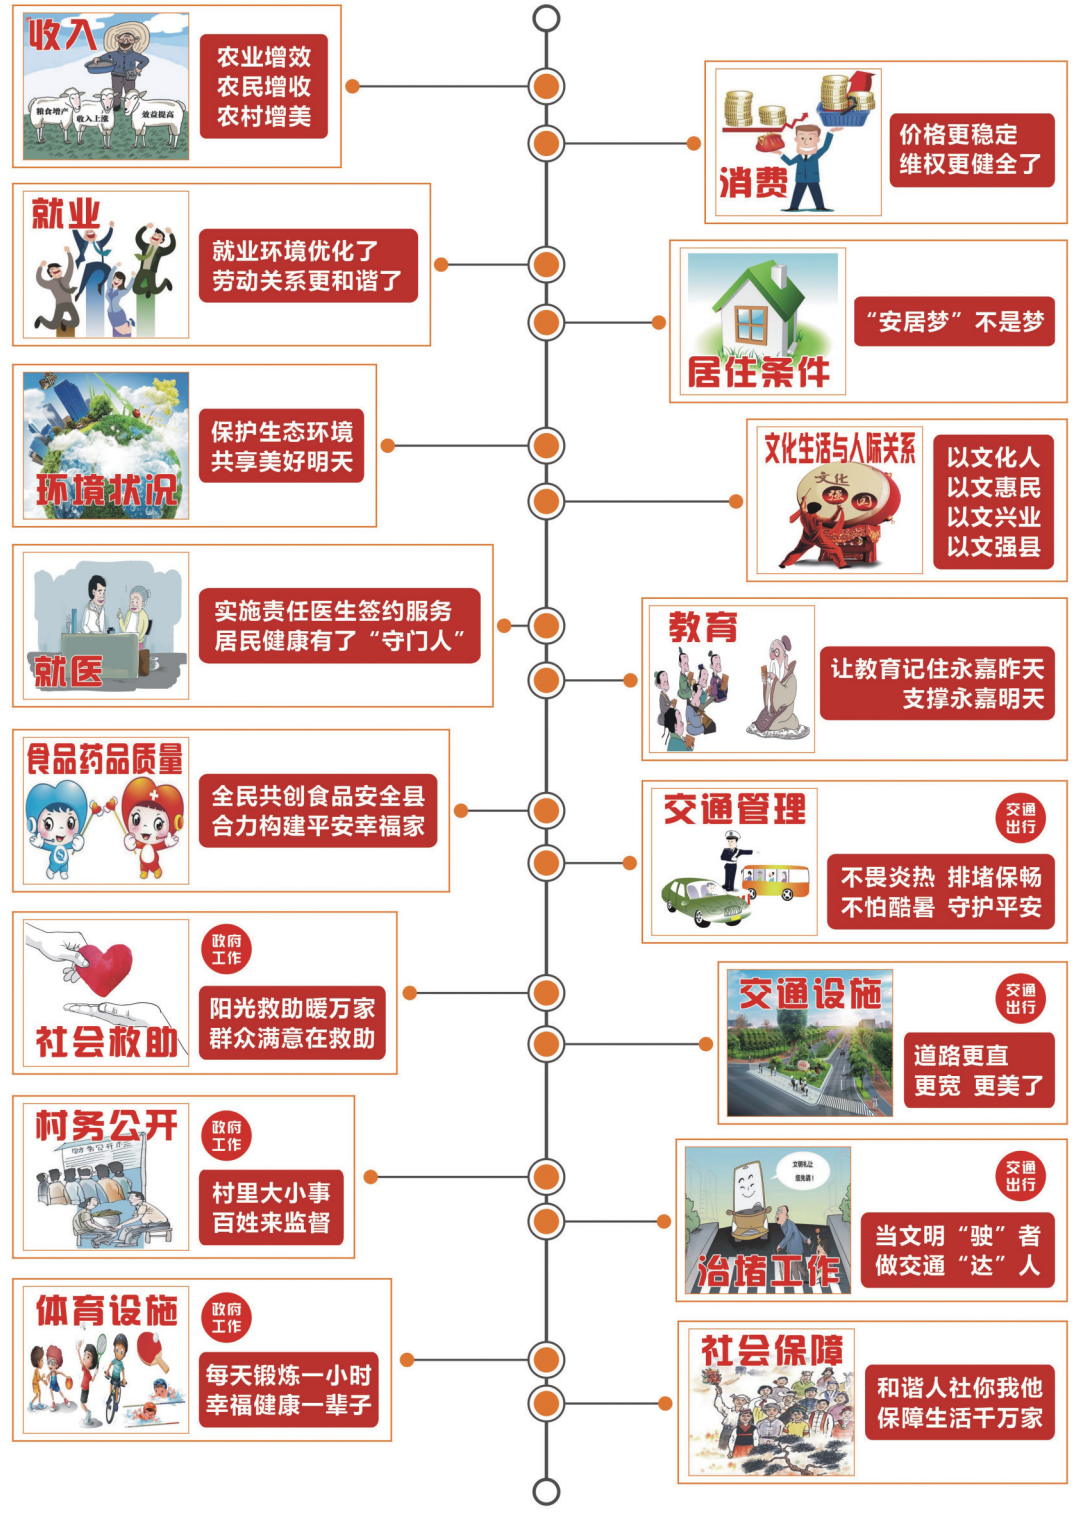 收入
粮食增产
收入上涨
效益提高
农业增效
农民增收
农村增美
消费
价格更稳定
维权更健全了
就业
就业环境优化了
劳动关系更和谐了
居住条件
“安居梦”不是梦
环境状况
保护生态环境
共享美好明天
文化生活与人际关系
文化
强国
以文化人
以文惠民
以文兴业
以文强县
就医
实施责任医生签约服务
居民健康有了“守门人”
教育
让教育记住永嘉昨天
支撑永嘉明天
食品药品质量
全民共创食品安全县
合力构建平安幸福家
交通管理
交通
出行
不畏炎热 排堵保畅
不怕酷暑 守护平安
社会救助
政府
工作
阳光救助暖万家
群众满意在救助
交通设施
交通
出行
道路更直
更宽 更美了
村务公开
财务公开栏
政府
工作
村里大小事
百姓来监督
治堵工作
文明礼让
您先请！
交通
出行
当文明“驶”者
做交通“达”人
体育设施
政府
工作
每天锻炼一小时
幸福健康一辈子
社会保障
和谐人社你我他
保障生活千万家